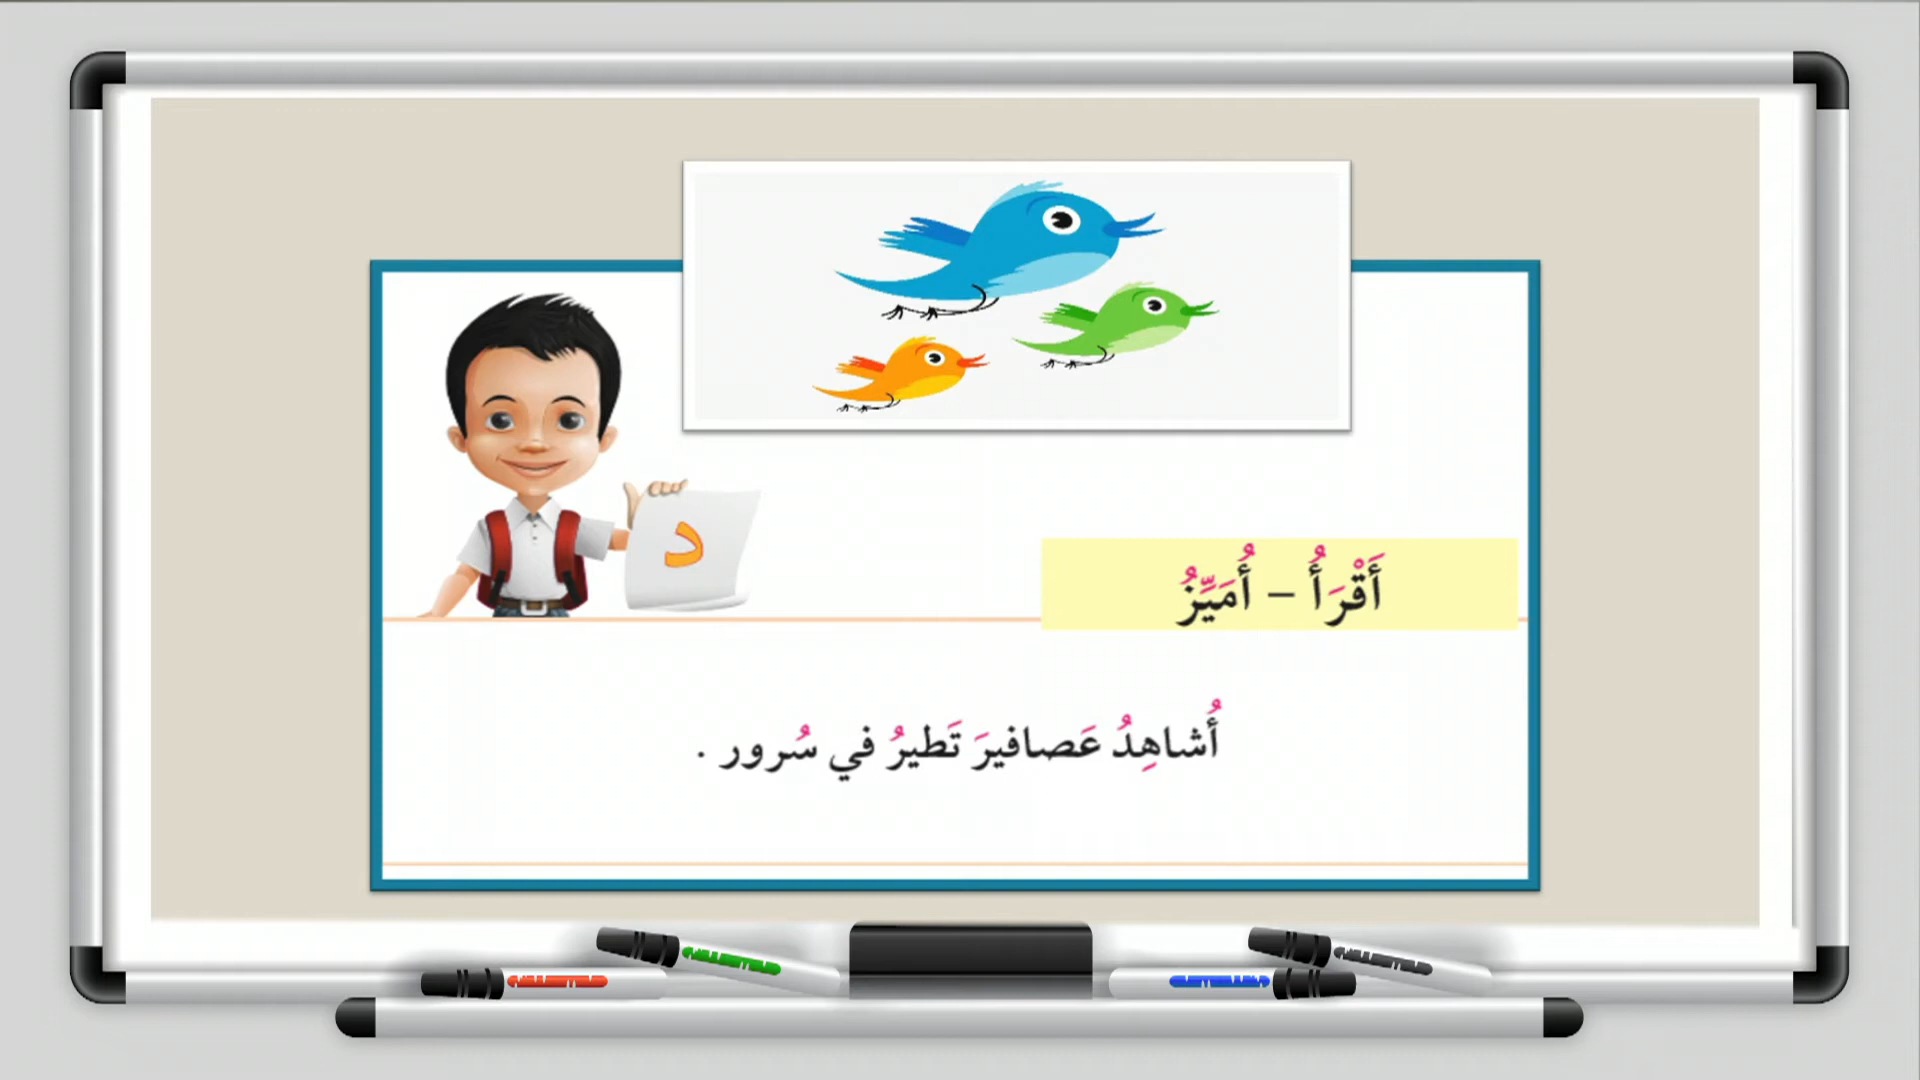 د
أَقْرَأُ – أُمَيِّزُ
أُشاهِدُ عَصافيرَ تَطيرُ في سُرور .